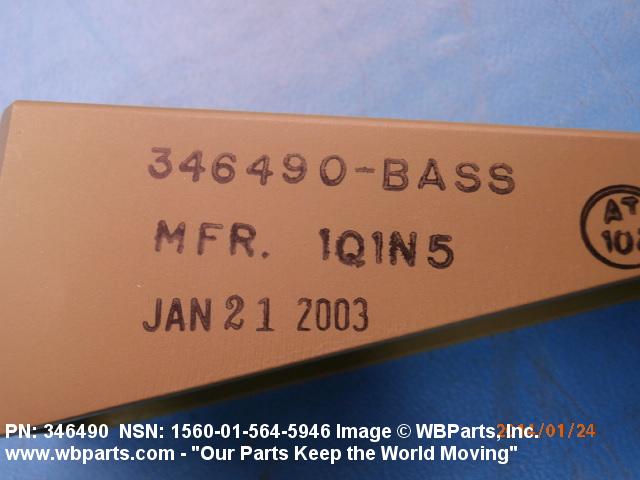 346490-BASS
MFR. 1Q1N5
JAN 21 2003
AT
PN: 346490 NSN: 1560-01-564-5946 Image © WBParts, Inc.
www.wbparts.com - "Our Parts Keep the World Moving"